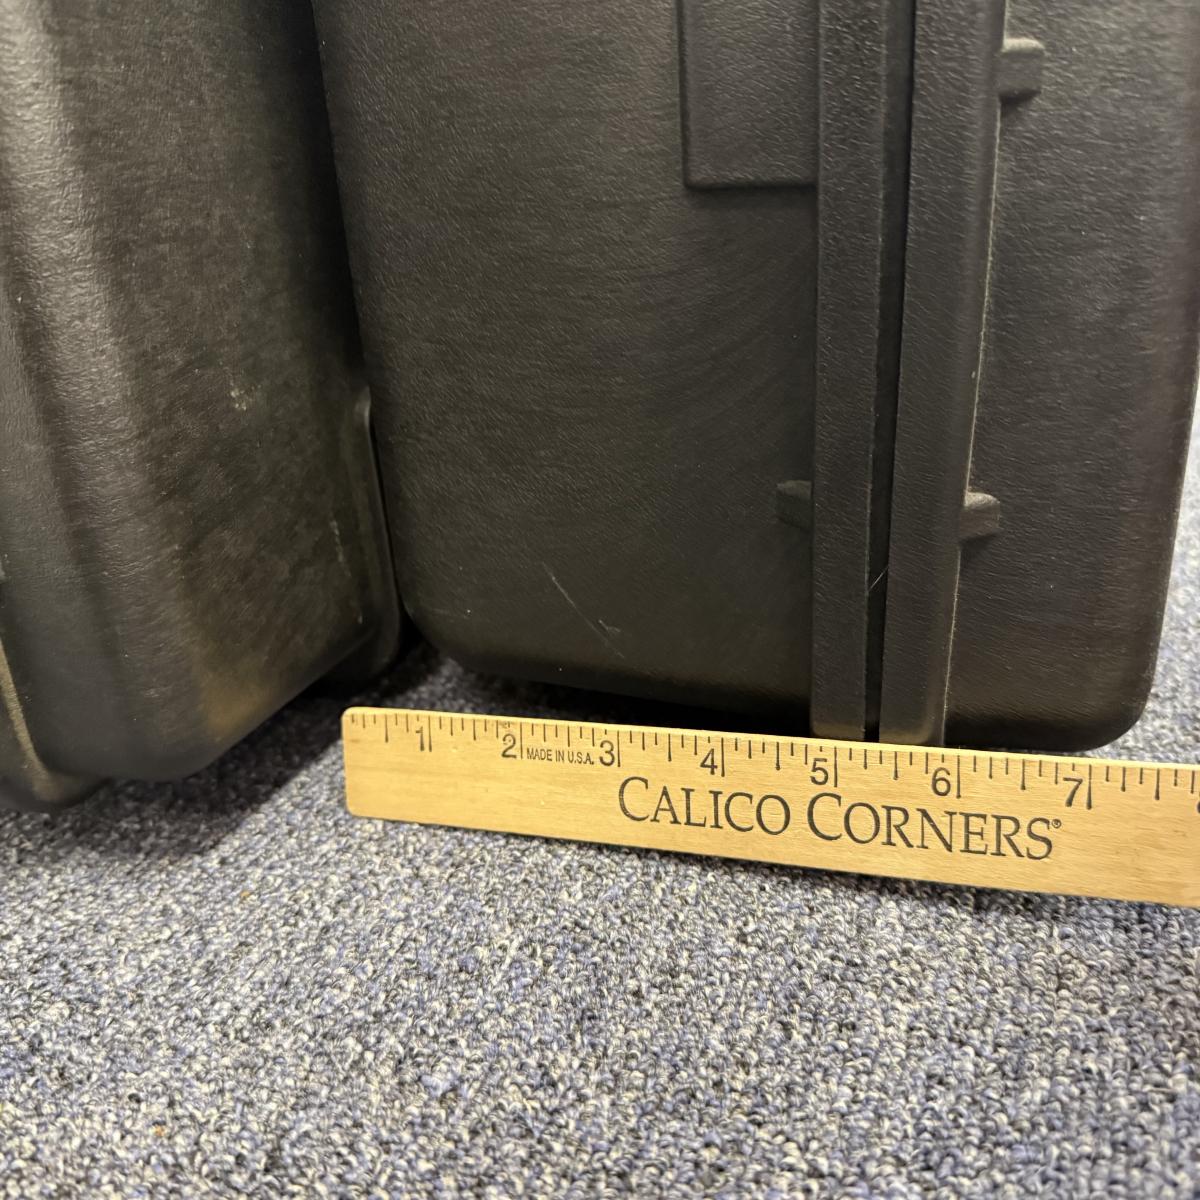 1 2 MADE IN U.S.A. 3 4 5 6 7
CALICO CORNERS®